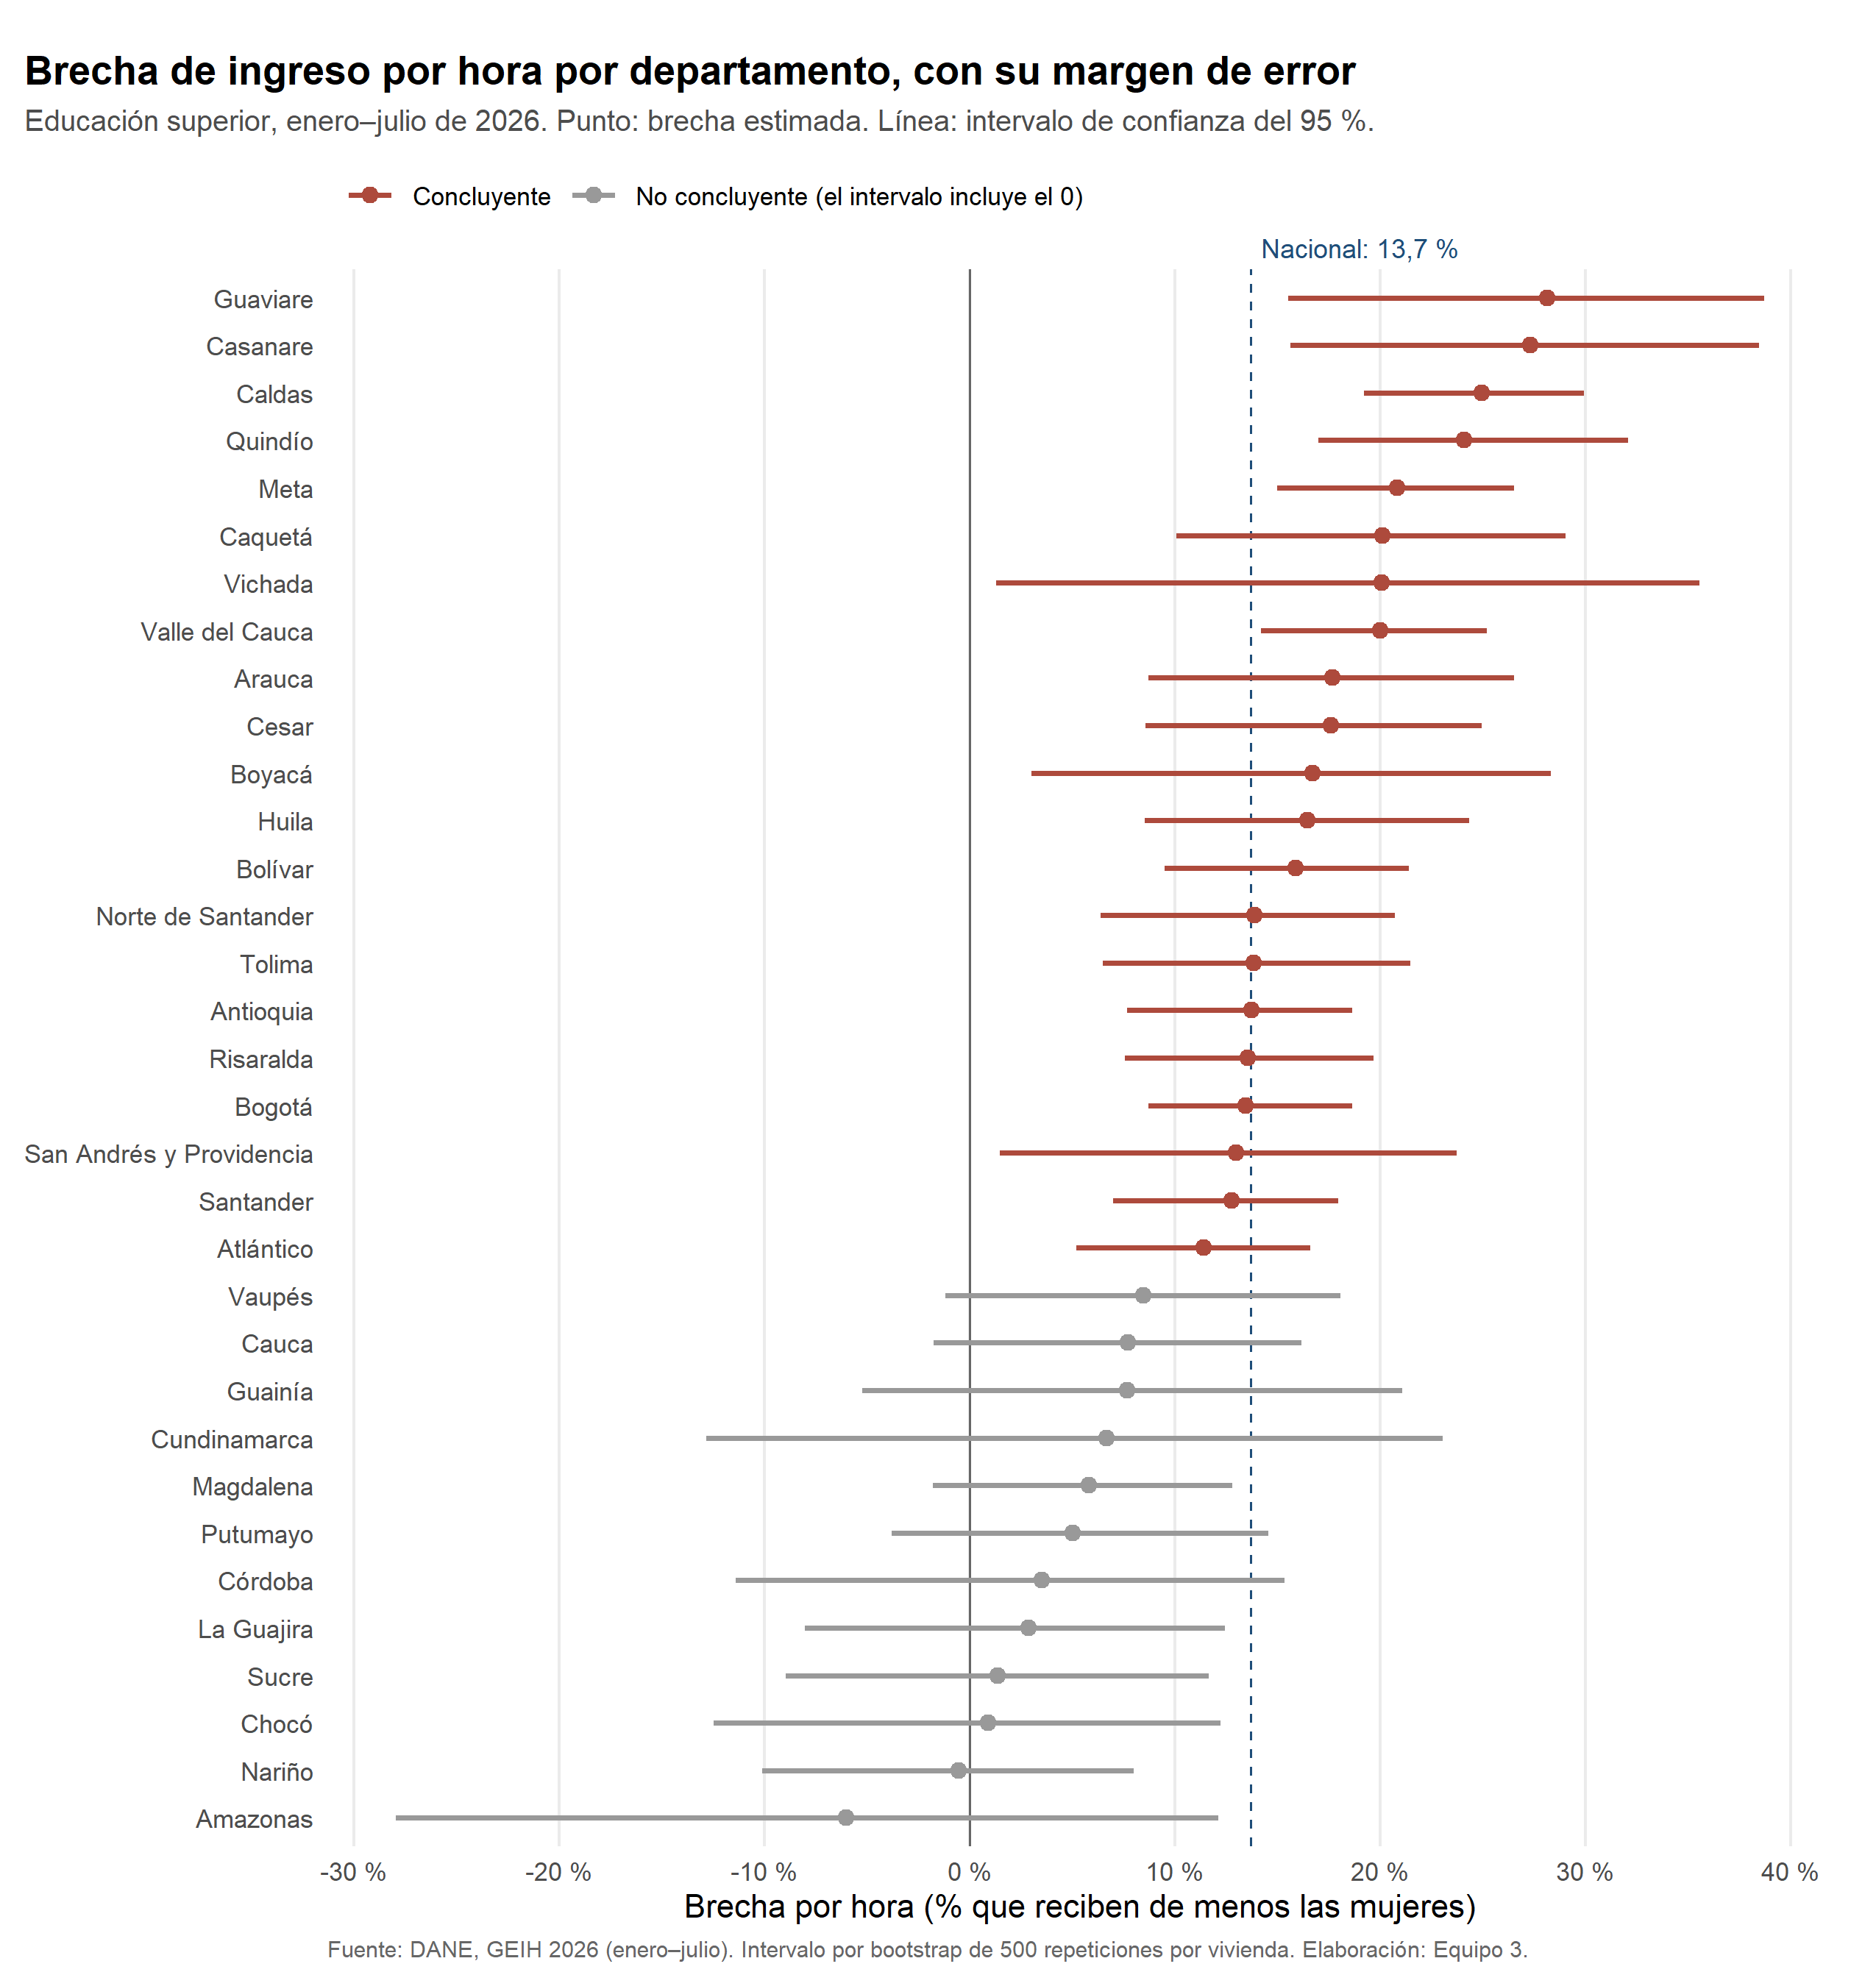 Brecha de ingreso por hora por departamento, con su margen de error
Educación superior, enero–julio de 2026. Punto: brecha estimada. Línea: intervalo de confianza del 95 %.
Concluyente
No concluyente (el intervalo incluye el 0)
Nacional: 13,7 %
Guaviare
Casanare
Caldas
Quindío
Meta
Caquetá
Vichada
Valle del Cauca
Arauca
Cesar
Boyacá
Huila
Bolívar
Norte de Santander
Tolima
Antioquia
Risaralda
Bogotá
San Andrés y Providencia
Santander
Atlántico
Vaupés
Cauca
Guainía
Cundinamarca
Magdalena
Putumayo
Córdoba
La Guajira
Sucre
Chocó
Nariño
Amazonas
-30 % -20 % -10 % 0 % 10 % 20 % 30 % 40 %
Brecha por hora (% que reciben de menos las mujeres)
Fuente: DANE, GEIH 2026 (enero–julio). Intervalo por bootstrap de 500 repeticiones por vivienda. Elaboración: Equipo 3.